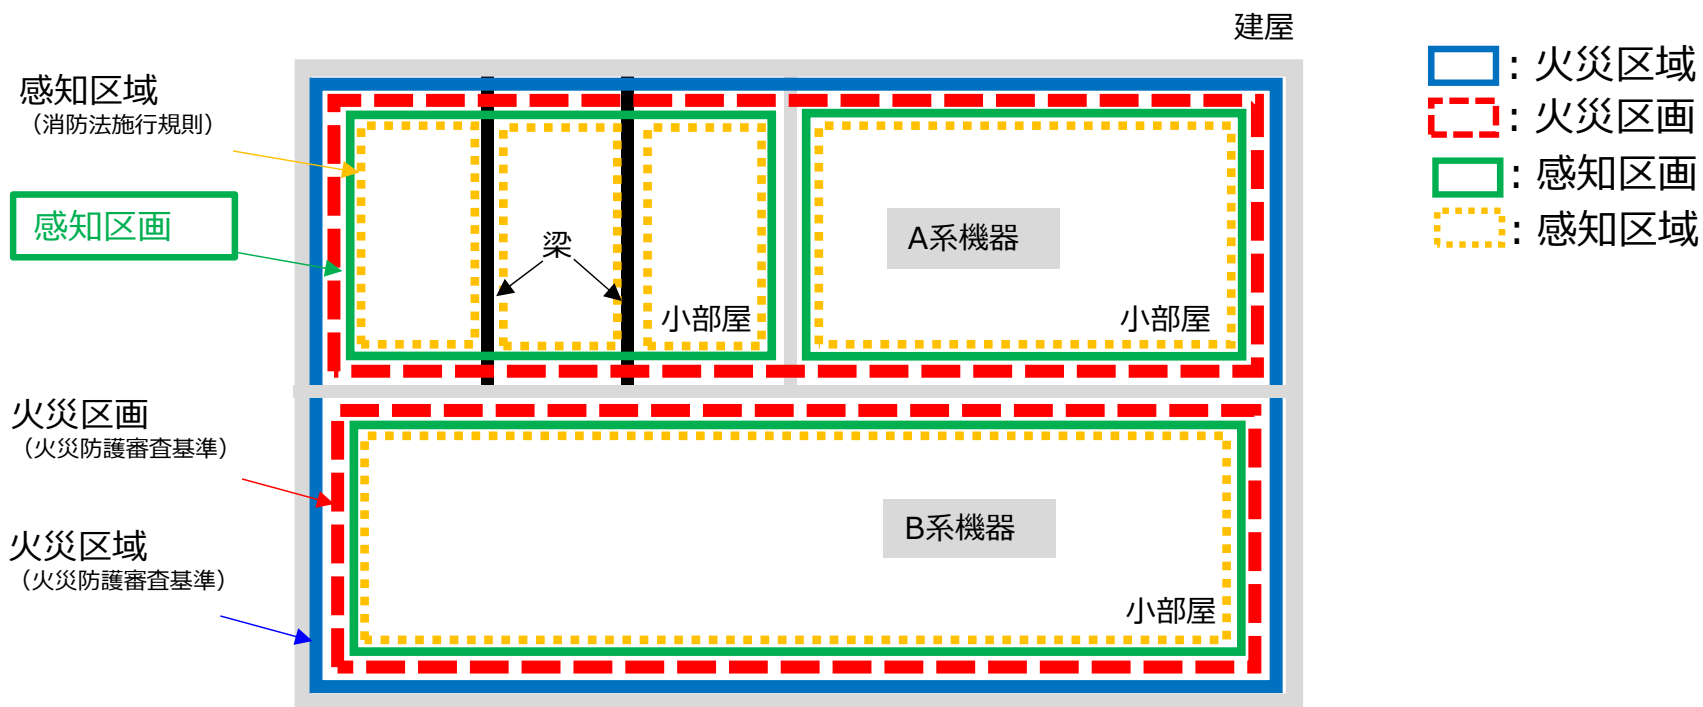 建屋
感知区域
（消防法施行規則）
感知区画
梁
小部屋
A系機器
小部屋
火災区画
（火災防護審査基準）
火災区域
（火災防護審査基準）
B系機器
小部屋
：火災区域
：火災区画
：感知区画
：感知区域